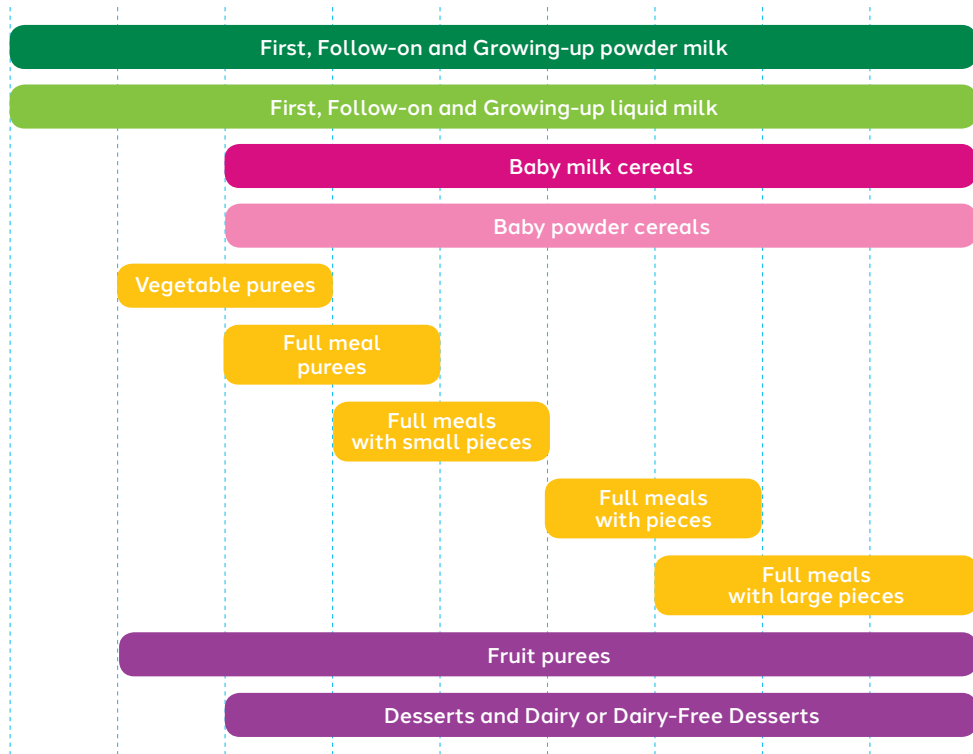 First, Follow-on and Growing-up powder milk
First, Follow-on and Growing-up liquid milk
Baby milk cereals
Baby powder cereals
Vegetable purees
Full meal
purees
Full meals
with small pieces
Full meals
with pieces
Full meals
with large pieces
Fruit purees
Desserts and Dairy or Dairy-Free Desserts